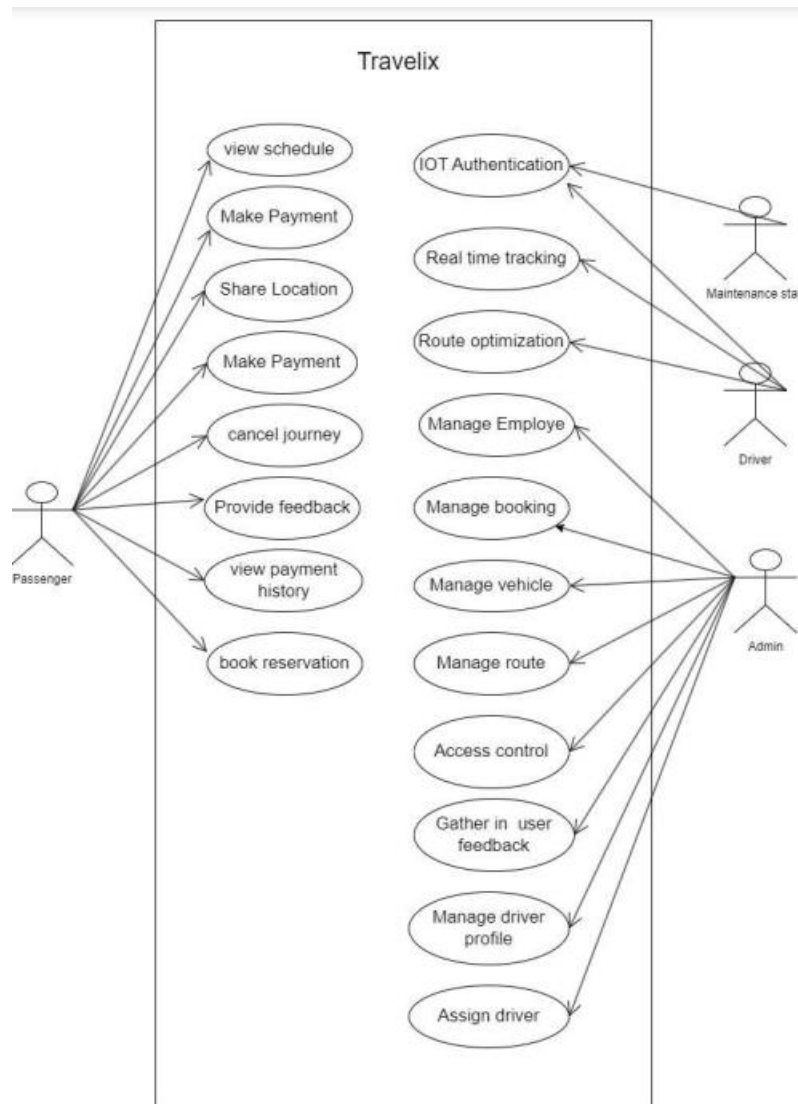 Travelix
view schedule
Make Payment
Share Location
Make Payment
cancel journey
Provide feedback
view payment
history
book reservation
Passenger
IOT Authentication
Real time tracking
Route optimization
Manage Employe
Manage booking
Manage vehicle
Manage route
Access control
Gather in user
feedback
Manage driver
profile
Assign driver
Maintenance sta
Driver
Admin